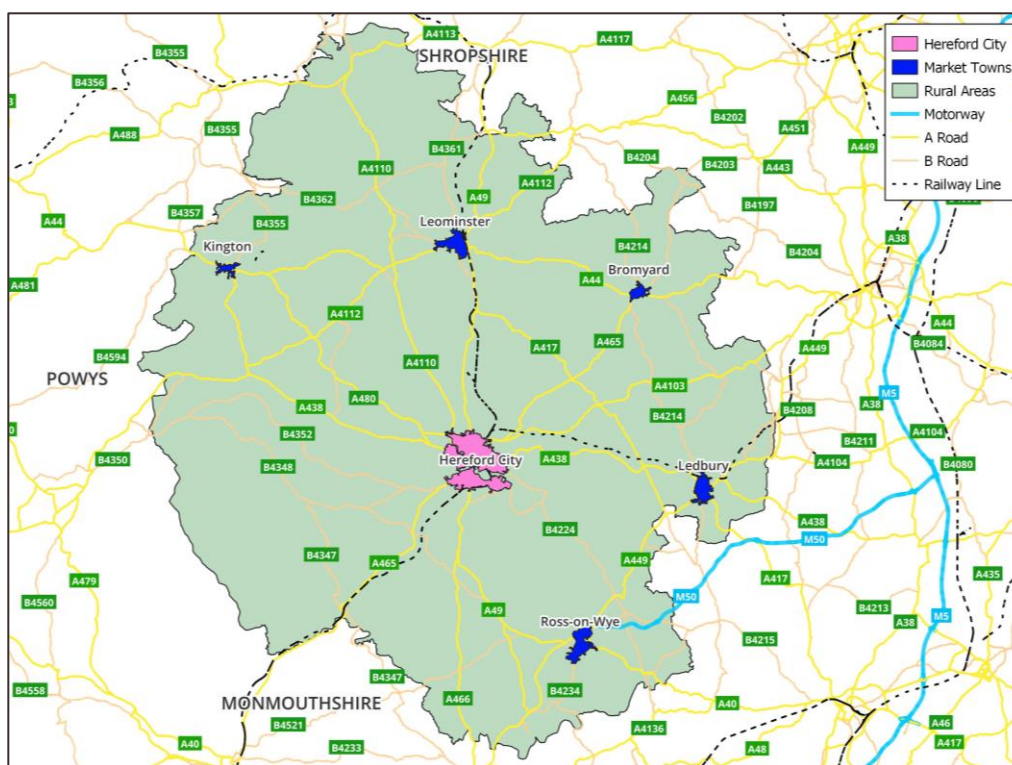 B4355
A4113
SHROPSHIRE
A4117
B4356
A456
B4202
A488
B4355
A451
A449
B4361
B4204
B4203
A443
A4110
A4112
B4362
A49
B4197
B4357
B4355
A44
Leominster
Kington
B4214
A38
B4204
Bromyard
A44
A481
A4112
A44
B4594
A417
A465
A449
B4084
POWYS
A4110
A4103
M5
A438
A480
B4214
B4208
A38
B4352
A4104
B4211
B4350
Hereford City
A438
Ledbury
A4104
B4080
B4348
A438
B4224
M50
B4347
A449
A465
A435
A479
A417
M50
B4560
A49
B4213
Ross-on-Wye
M5
A38
B4215
B4347
B4558
B4234
MONMOUTHSHIRE
A466
A40
B4521
A46
A4136
A40
B4233
A48
A417
Hereford City
Market Towns
Rural Areas
Motorway
A Road
B Road
Railway Line